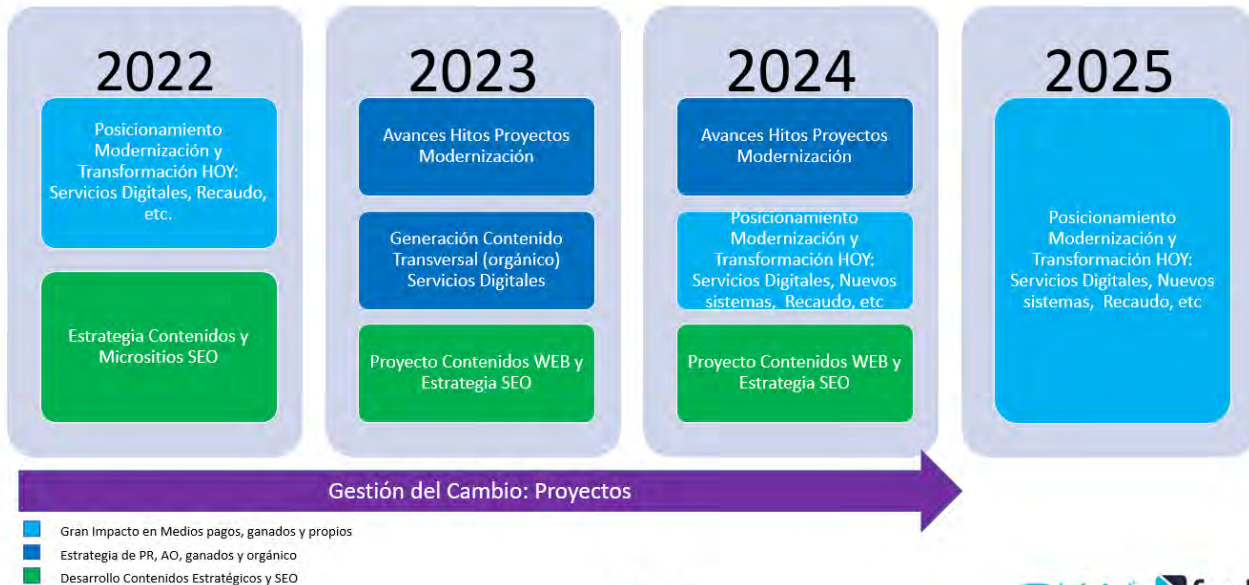 2022
Posicionamiento
Modernización y
Transformación HOY:
Servicios Digitales, Recaudo,
etc.
Estrategia Contenidos y
Micrositios SEO
2023
Avances Hitos Proyectos
Modernización
Generación Contenido
Transversal (orgánico)
Servicios Digitales
Proyecto Contenidos WEB y
Estrategia SEO
2024
Avances Hitos Proyectos
Modernización
Posicionamiento
Modernización y
Transformación HOY:
Servicios Digitales, Nuevos
sistemas, Recaudo, etc
Proyecto Contenidos WEB y
Estrategia SEO
2025
Posicionamiento
Modernización y
Transformación HOY:
Servicios Digitales, Nuevos
sistemas, Recaudo, etc
Gestión del Cambio: Proyectos
Gran Impacto en Medios pagos, ganados y propios
Estrategia de PR, AO, ganados y orgánico
Desarrollo Contenidos Estratégicos y SEO